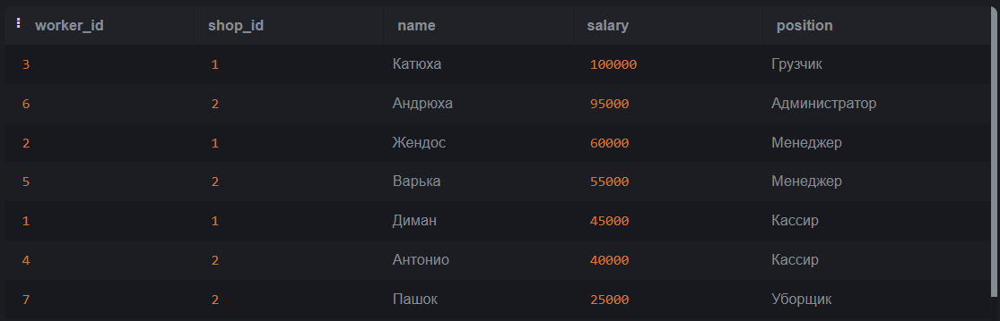 worker_id shop_id name salary position
3 1 Катюха 100000 Грузчик
6 2 Андрюха 95000 Администратор
2 1 Жендос 60000 Менеджер
5 2 Варька 55000 Менеджер
1 1 Диман 45000 Кассир
4 2 Антонио 40000 Кассир
7 2 Пашок 25000 Уборщик